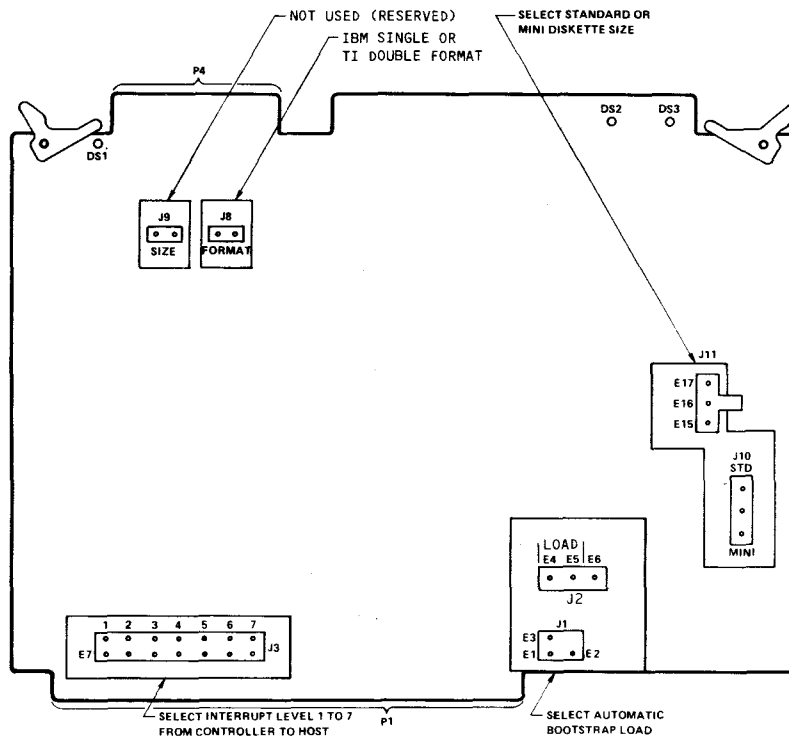 NOT USED (RESERVED)
IBM SINGLE OR
TI DOUBLE FORMAT
SELECT STANDARD OR
MINI DISKETTE SIZE
P4
DS1
DS2
DS3
J9
SIZE
J8
FORMAT
J11
E17
E16
E15
J10
STD
MINI
LOAD
E4 E5 E6
J2
J1
E3
E1
E2
1 2 3 4 5 6 7
E7
J3
SELECT INTERRUPT LEVEL 1 TO 7
FROM CONTROLLER TO HOST
P1
SELECT AUTOMATIC
BOOTSTRAP LOAD